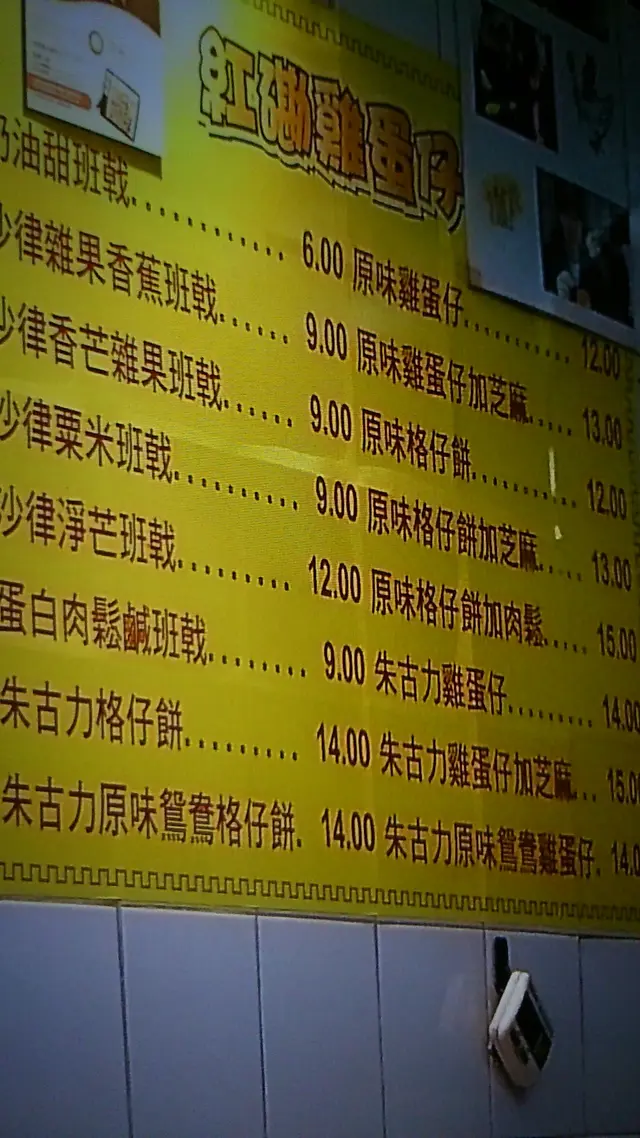 紅磡雞蛋仔
奶油甜班戟............ 6.00 原味雞蛋仔........... 12.00
沙律雜果香蕉班戟...... 9.00 原味雞蛋仔加芝麻..... 13.00
沙律香芒雜果班戟...... 9.00 原味格仔餅........... 12.00
沙律粟米班戟.......... 9.00 原味格仔餅加芝麻..... 13.00
沙律淨芒班戟......... 12.00 原味格仔餅加肉鬆..... 15.00
蛋白肉鬆鹹班戟........ 9.00 朱古力雞蛋仔......... 14.00
朱古力格仔餅......... 14.00 朱古力雞蛋仔加芝麻... 15.00
朱古力原味鴛鴦格仔餅. 14.00 朱古力原味鴛鴦雞蛋仔. 14.0